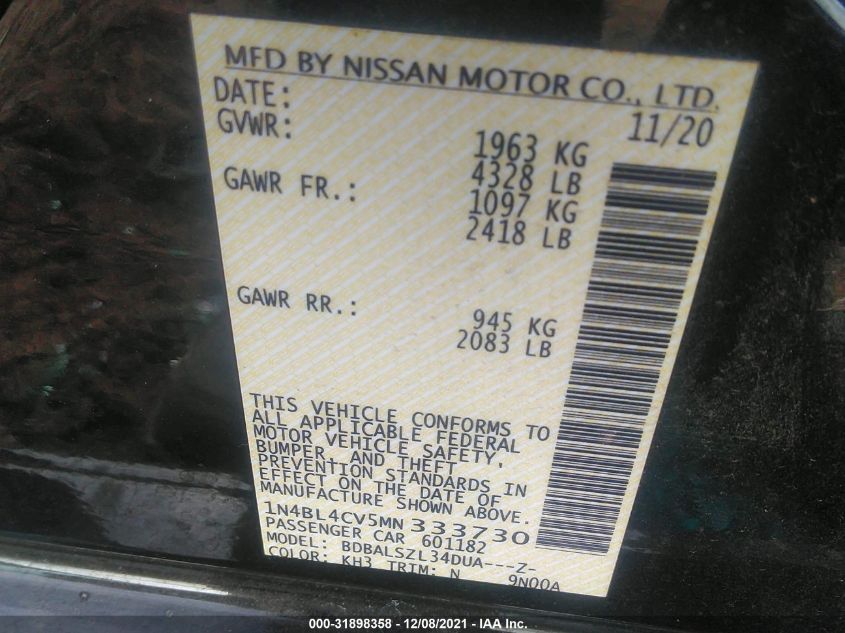 MFD BY NISSAN MOTOR CO., LTD.
DATE: 11/20
GVWR: 1963 KG
4328 LB
GAWR FR.: 1097 KG
2418 LB
GAWR RR.: 945 KG
2083 LB
THIS VEHICLE CONFORMS TO
ALL APPLICABLE FEDERAL
MOTOR VEHICLE SAFETY,
BUMPER, AND THEFT
PREVENTION STANDARDS IN
EFFECT ON THE DATE OF
MANUFACTURE SHOWN ABOVE.
1N4BL4CV5MN333730
PASSENGER CAR 601182
MODEL: BDBALSZL34DUA---Z-
COLOR: KH3 TRIM: N 9N00A
000-31898358 - 12/08/2021 - IAA Inc.